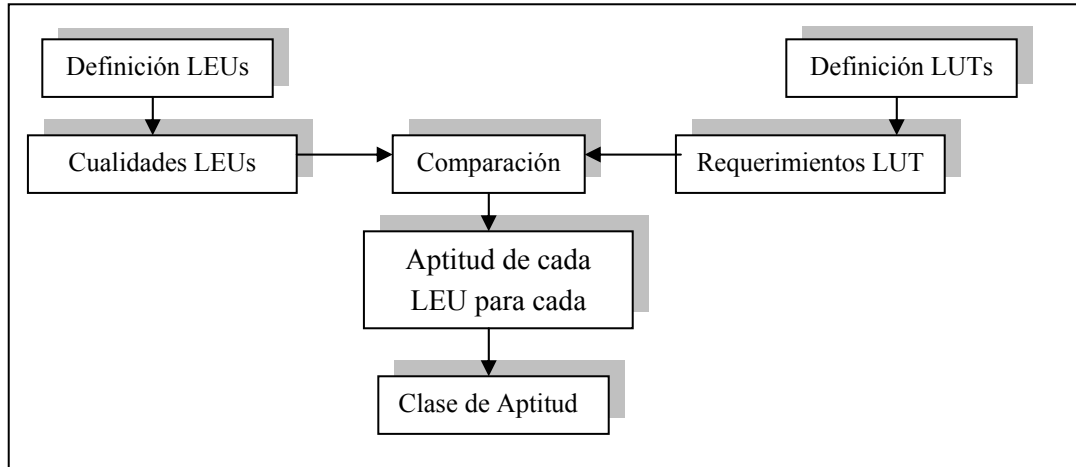 Definición LEUs
Definición LUTs
Cualidades LEUs
Comparación
Requerimientos LUT
Aptitud de cada
LEU para cada
Clase de Aptitud